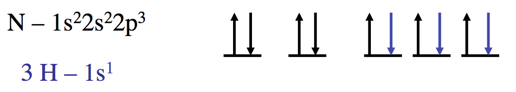 N – 1s²2s²2p³
3 H – 1s¹